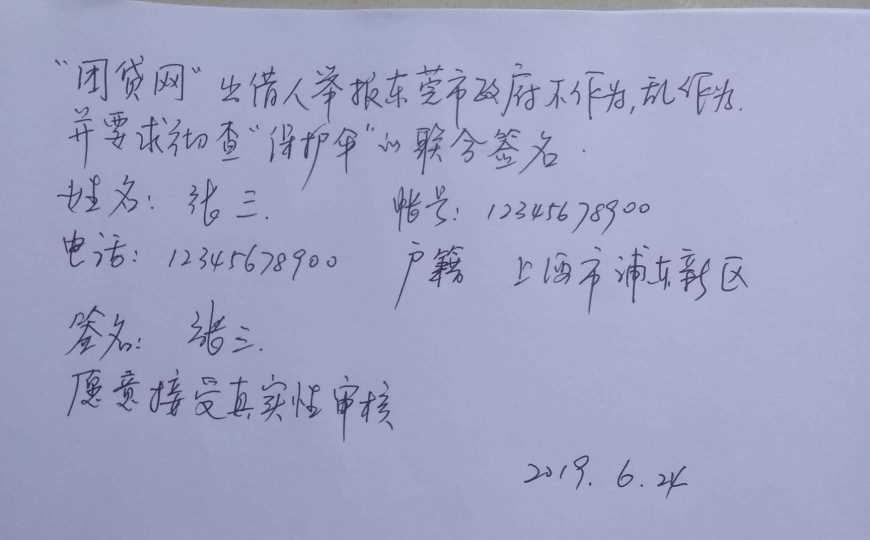 “团贷网”出借人举报东莞市政府不作为,乱作为.
并要求彻查“保护伞”的联合签名.
姓名: 张三. 帐号: 12345678900
电话: 12345678900 户籍 上海市浦东新区
签名: 张三.
愿意接受真实性审核
2019.6.24